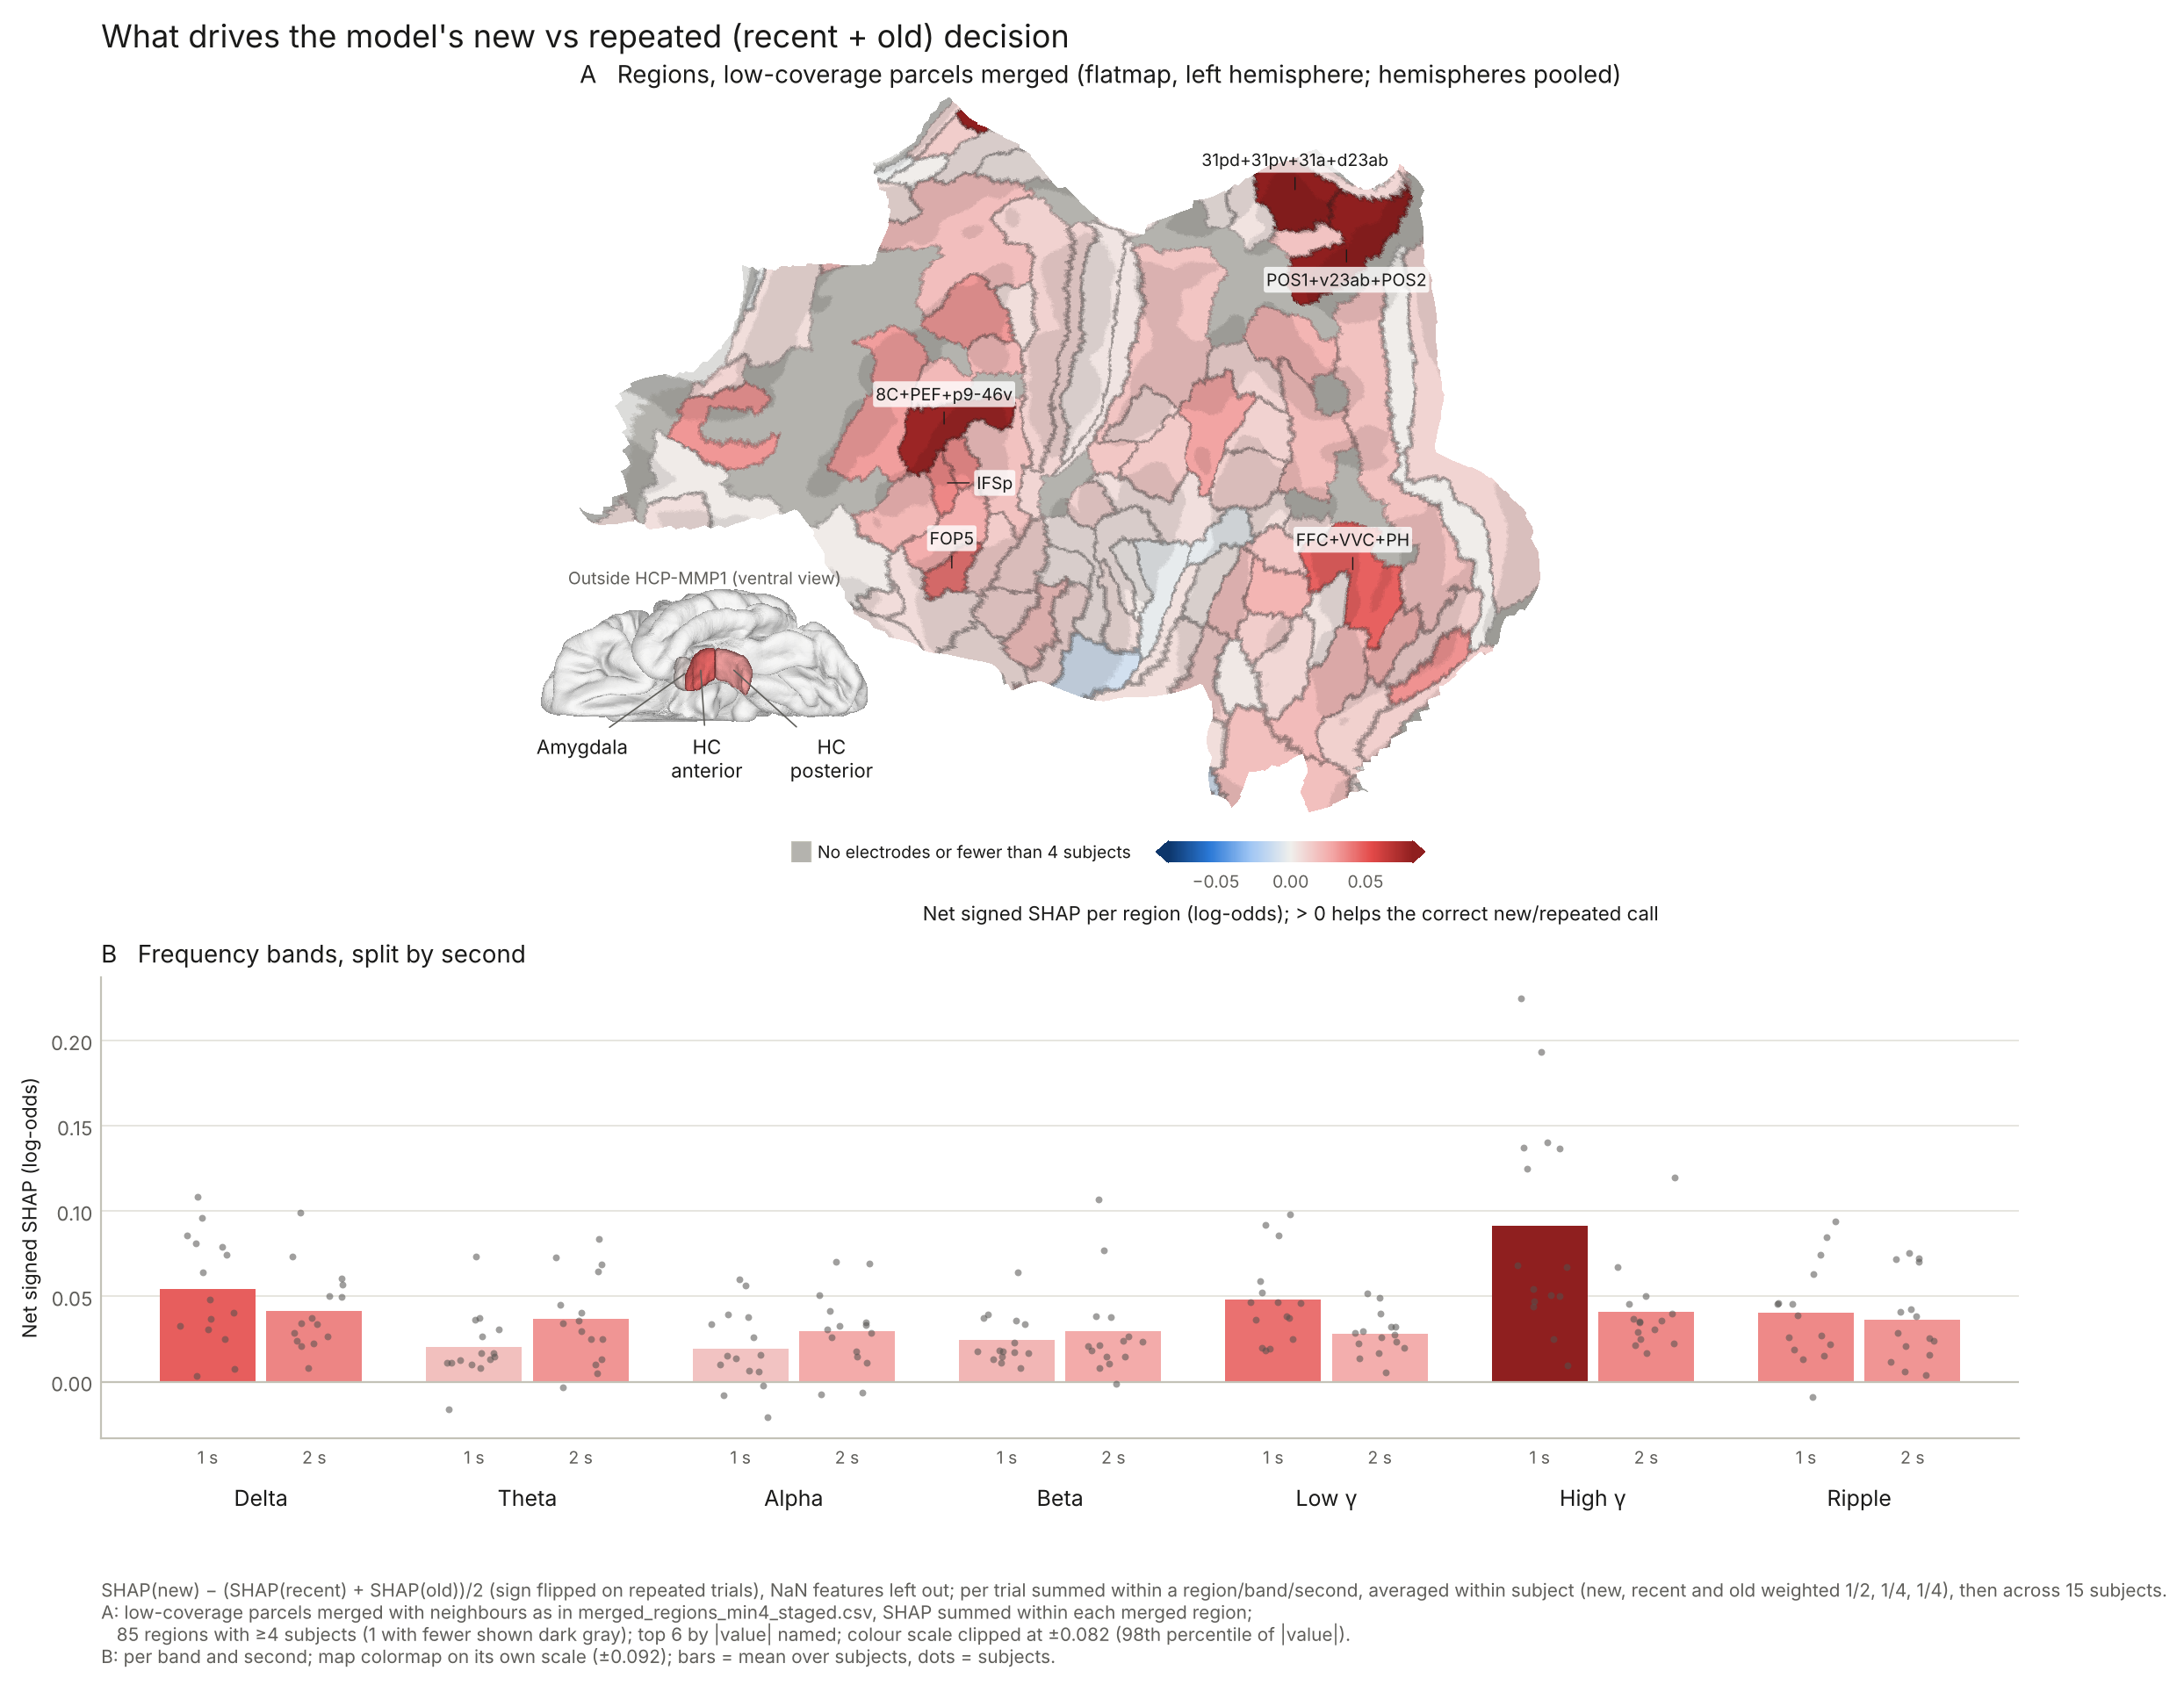 What drives the model's new vs repeated (recent + old) decision
A Regions, low-coverage parcels merged (flatmap, left hemisphere; hemispheres pooled)
31pd+31pv+31a+d23ab
POS1+v23ab+POS2
8C+PEF+p9-46v
IFSp
FOP5
FFC+VVC+PH
Outside HCP-MMP1 (ventral view)
Amygdala
HC anterior
HC posterior
No electrodes or fewer than 4 subjects
−0.05 0.00 0.05
Net signed SHAP per region (log-odds); > 0 helps the correct new/repeated call
B Frequency bands, split by second
Net signed SHAP (log-odds)
0.20
0.15
0.10
0.05
0.00
1 s 2 s 1 s 2 s 1 s 2 s 1 s 2 s 1 s 2 s 1 s 2 s 1 s 2 s
Delta Theta Alpha Beta Low γ High γ Ripple
SHAP(new) − (SHAP(recent) + SHAP(old))/2 (sign flipped on repeated trials), NaN features left out; per trial summed within a region/band/second, averaged within subject (new, recent and old weighted 1/2, 1/4, 1/4), then across 15 subjects.
A: low-coverage parcels merged with neighbours as in merged_regions_min4_staged.csv, SHAP summed within each merged region;
85 regions with ≥4 subjects (1 with fewer shown dark gray); top 6 by |value| named; colour scale clipped at ±0.082 (98th percentile of |value|).
B: per band and second; map colormap on its own scale (±0.092); bars = mean over subjects, dots = subjects.